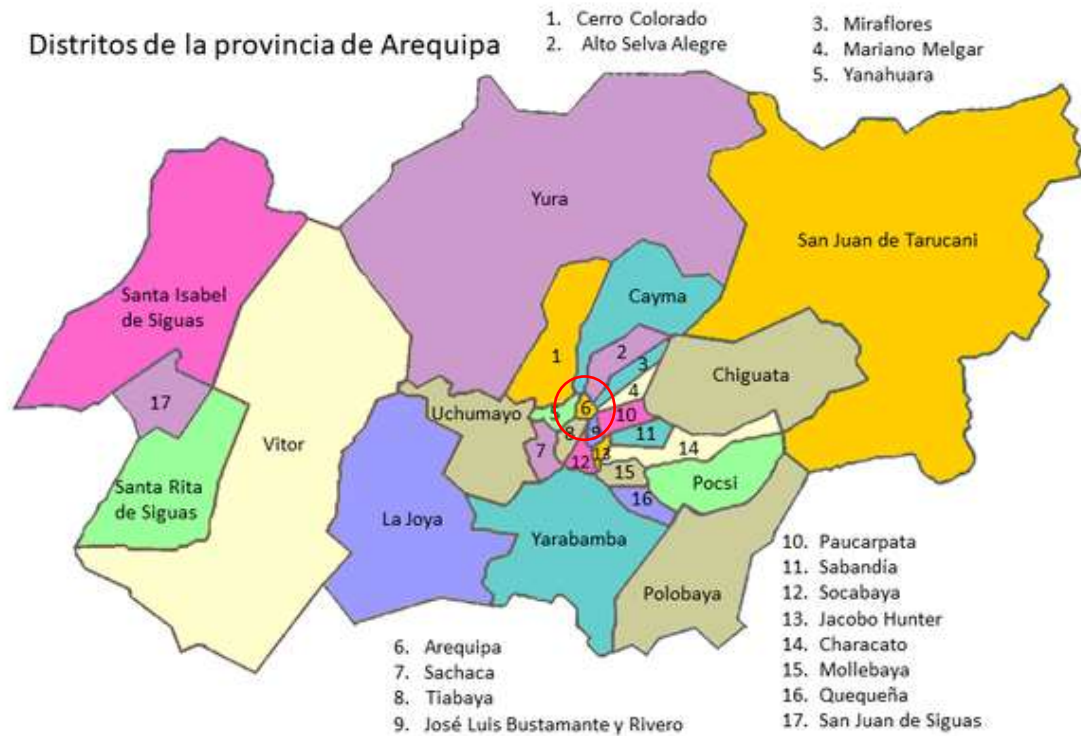 Distritos de la provincia de Arequipa
1. Cerro Colorado
2. Alto Selva Alegre
3. Miraflores
4. Mariano Melgar
5. Yanahuara
Yura
San Juan de Tarucani
Santa Isabel
de Siguas
Cayma
1
2
3
4
Chiguata
17
Uchumayo
5
6
10
9
8
11
Vitor
7
12
13
14
15
Pocsi
16
Santa Rita
de Siguas
La Joya
Yarabamba
Polobaya
6. Arequipa
7. Sachaca
8. Tiabaya
9. José Luis Bustamante y Rivero
10. Paucarpata
11. Sabandía
12. Socabaya
13. Jacobo Hunter
14. Characato
15. Mollebaya
16. Quequeña
17. San Juan de Siguas